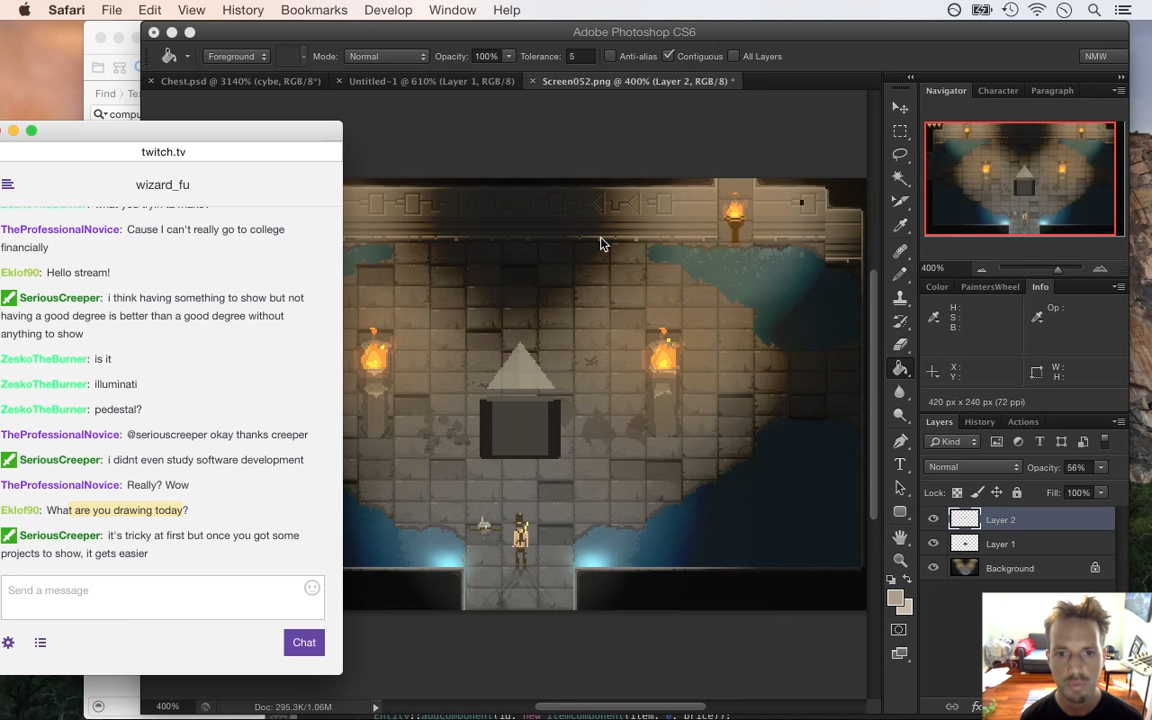 Safari File Edit View History Bookmarks Develop Window Help
Adobe Photoshop CS6
Foreground Mode: Normal Opacity: 100% Tolerance: 5 Anti-alias Contiguous All Layers NMW
Chest.psd @ 3140% (cybe, RGB/8*) Untitled-1 @ 610% (Layer 1, RGB/8) Screen052.png @ 400% (Layer 2, RGB/8) *
Find
compu
twitch.tv
wizard_fu
TheProfessionalNovice: Cause I can't really go to college
financially
Eklof90: Hello stream!
SeriousCreeper: i think having something to show but not
having a good degree is better than a good degree without
anything to show
ZeskoTheBurner: is it
ZeskoTheBurner: illuminati
ZeskoTheBurner: pedestal?
TheProfessionalNovice: @seriouscreeper okay thanks creeper
SeriousCreeper: i didnt even study software development
TheProfessionalNovice: Really? Wow
Eklof90: What are you drawing today?
SeriousCreeper: it's tricky at first but once you got some
projects to show, it gets easier
Send a message
Chat
Navigator Character Paragraph
400%
Color PaintersWheel Info
H:
S:
B:
Op:
X:
Y:
W:
H:
420 px x 240 px (72 ppi)
Layers History Actions
Kind
Normal Opacity: 56%
Lock: Fill: 100%
Layer 2
Layer 1
Background
fx
400% Doc: 295.3K/1.06M